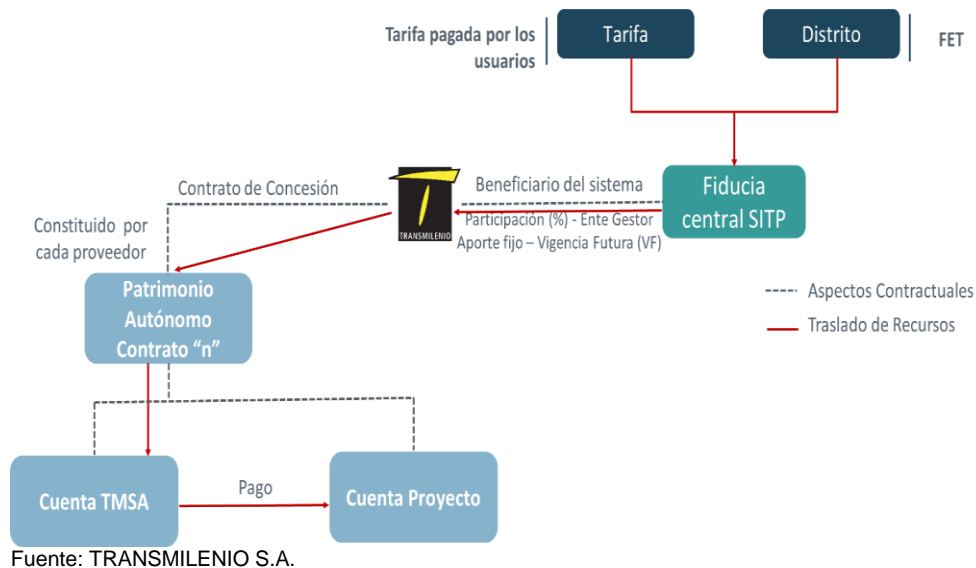 Tarifa pagada por los
usuarios
Tarifa
Distrito
FET
Fiducia
central SITP
Beneficiario del sistema
Participación (%) - Ente Gestor
Aporte fijo – Vigencia Futura (VF)
TRANSMILENIO
Contrato de Concesión
Constituido por
cada proveedor
Patrimonio
Autónomo
Contrato “n”
Aspectos Contractuales
Traslado de Recursos
Cuenta TMSA
Pago
Cuenta Proyecto
Fuente: TRANSMILENIO S.A.